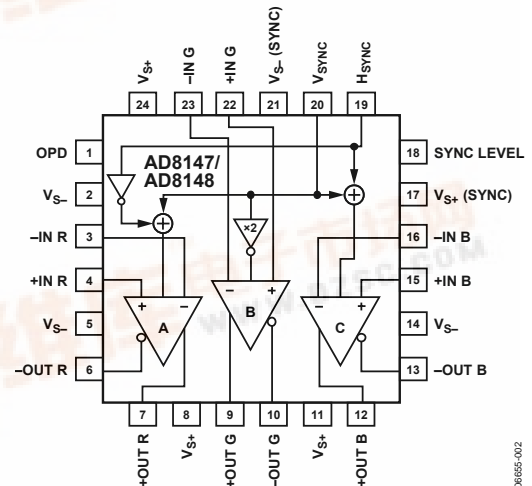 VS+
–IN G
+IN G
VS– (SYNC)
VSYNC
HSYNC
24
23
22
21
20
19
OPD 1
AD8147/
AD8148
18 SYNC LEVEL
VS– 2
17 VS+ (SYNC)
–IN R 3
×2
16 –IN B
+IN R 4
15 +IN B
+ –
– +
– +
A
B
C
VS– 5
14 VS–
–OUT R 6
13 –OUT B
7
8
9
10
11
12
+OUT R
VS+
+OUT G
–OUT G
VS+
+OUT B
06655-002